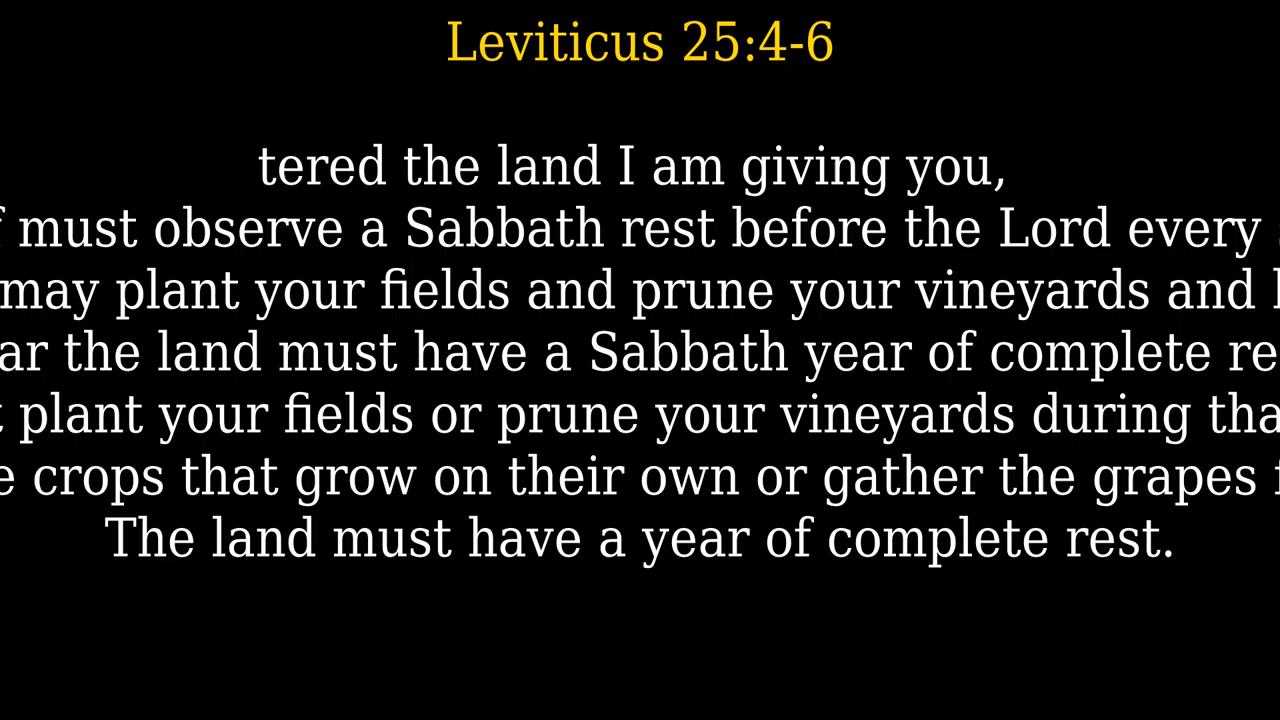 Leviticus 25:4-6
tered the land I am giving you,
must observe a Sabbath rest before the Lord every
may plant your fields and prune your vineyards and
ar the land must have a Sabbath year of complete re
plant your fields or prune your vineyards during tha
e crops that grow on their own or gather the grapes
The land must have a year of complete rest.